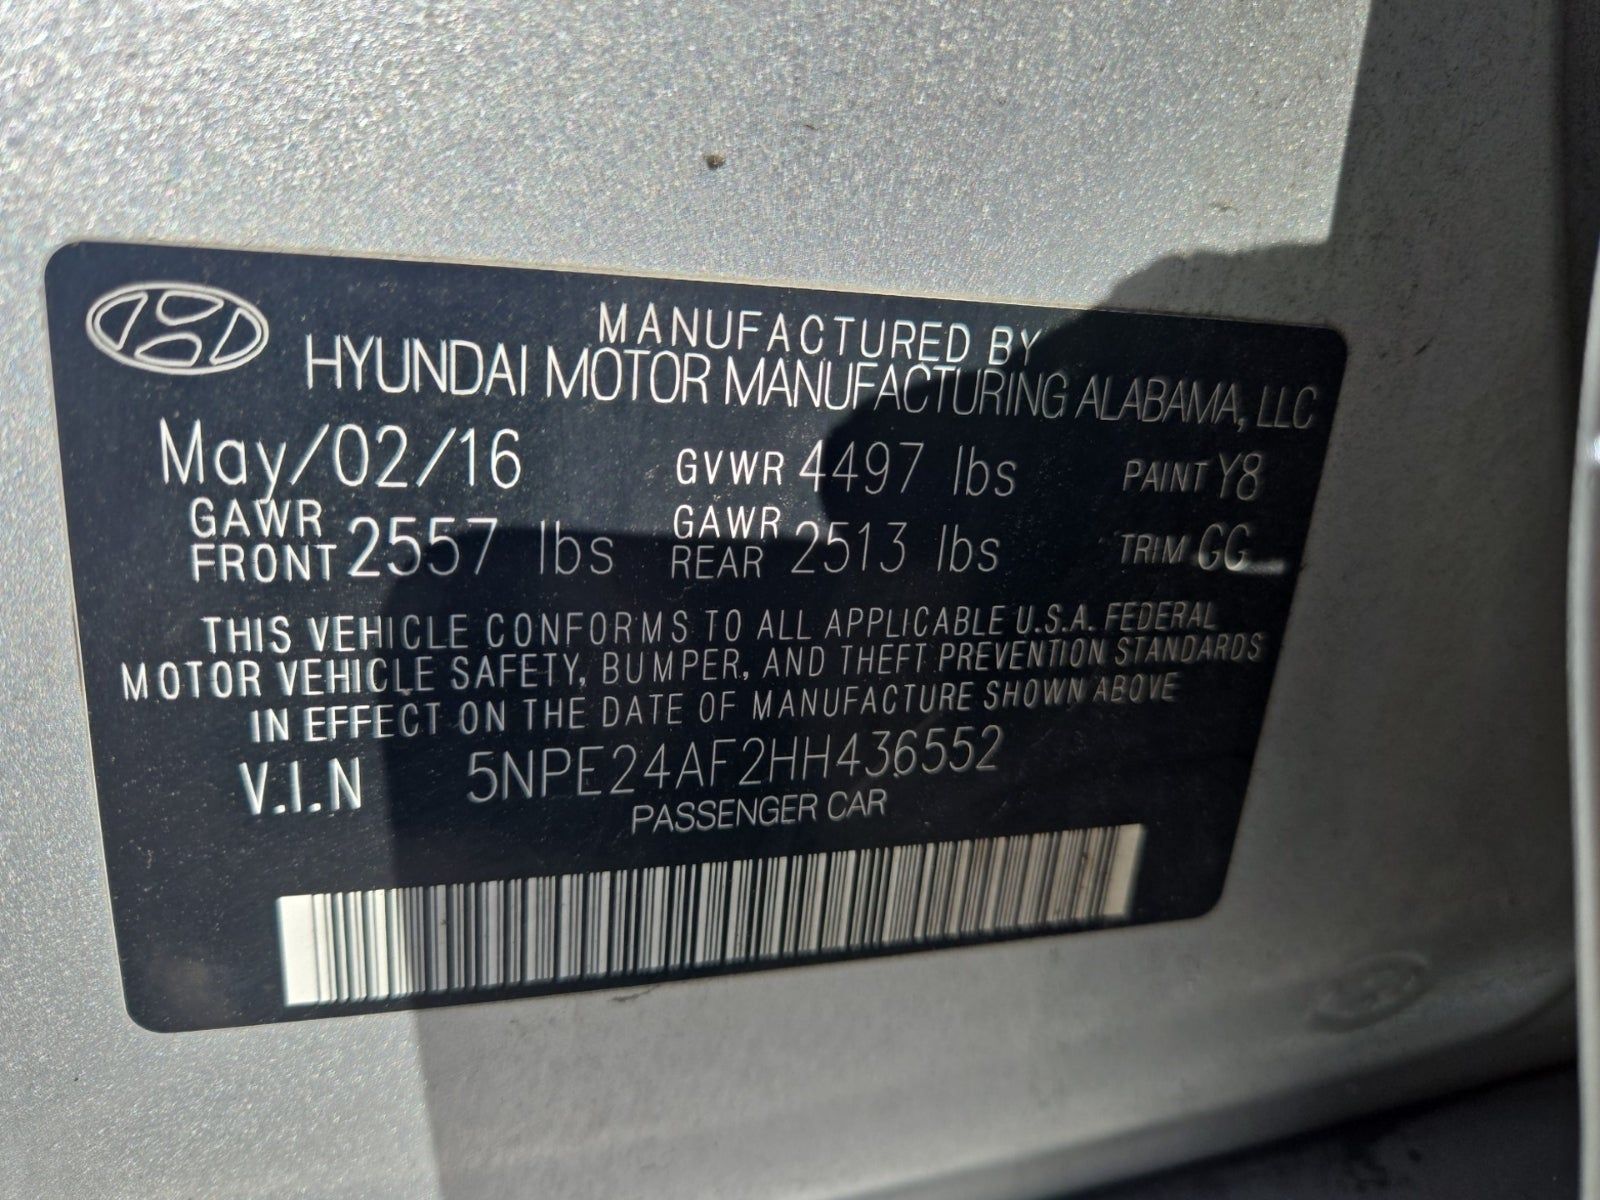 MANUFACTURED BY
HYUNDAI MOTOR MANUFACTURING ALABAMA, LLC
May/02/16 GVWR 4497 lbs PAINT Y8
GAWR FRONT 2557 lbs GAWR REAR 2513 lbs TRIM GG
THIS VEHICLE CONFORMS TO ALL APPLICABLE U.S.A. FEDERAL
MOTOR VEHICLE SAFETY, BUMPER, AND THEFT PREVENTION STANDARDS
IN EFFECT ON THE DATE OF MANUFACTURE SHOWN ABOVE
V.I.N 5NPE24AF2HH436552
PASSENGER CAR